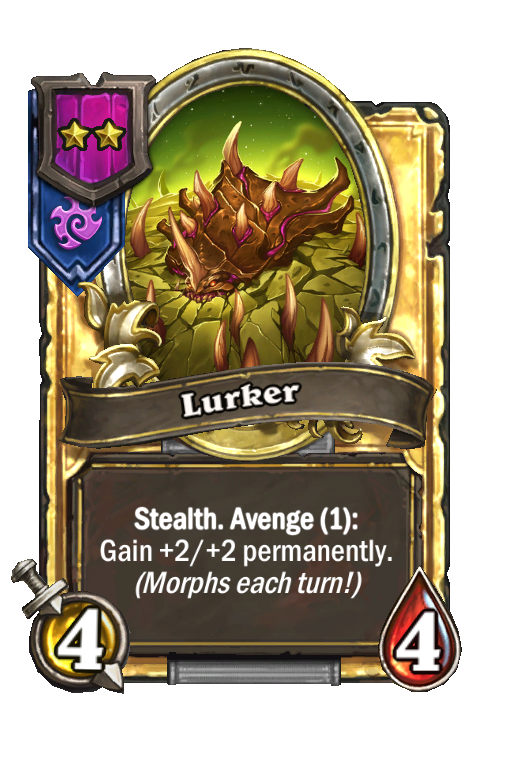 Lurker
Stealth. Avenge (1):
Gain +2/+2 permanently.
(Morphs each turn!)
4
4